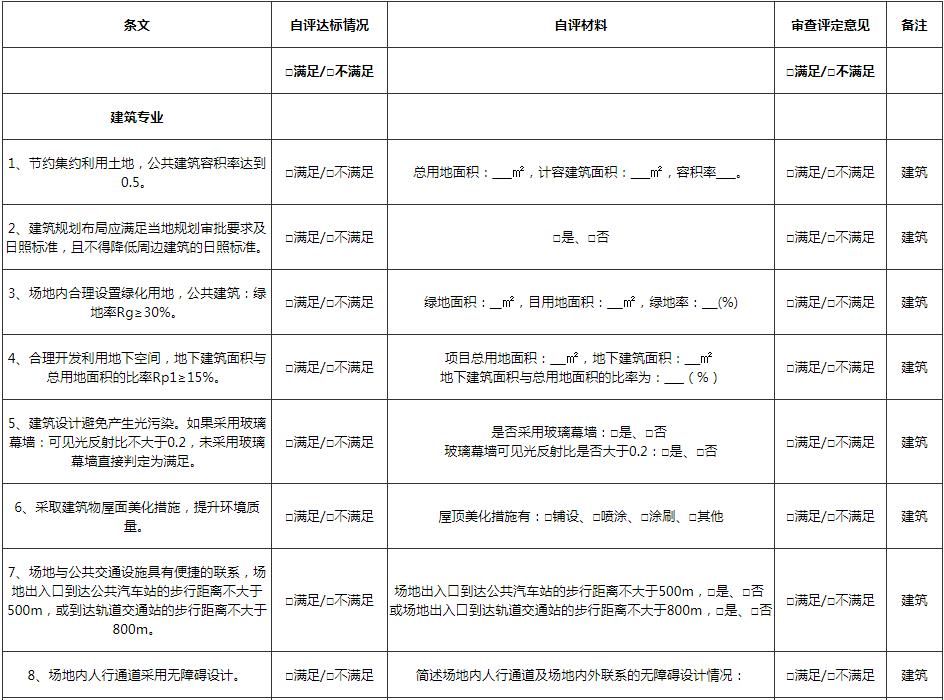 条文 自评达标情况 自评材料 审查评定意见 备注
□满足/□不满足 □满足/□不满足
建筑专业
1、节约集约利用土地，公共建筑容积率达到
0.5。
□满足/□不满足
总用地面积：___㎡，计容建筑面积：___㎡，容积率___。
□满足/□不满足
建筑
2、建筑规划布局应满足当地规划审批要求及
日照标准，且不得降低周边建筑的日照标准。
□满足/□不满足
□是、□否
□满足/□不满足
建筑
3、场地内合理设置绿化用地，公共建筑：绿
地率Rg≥30%。
□满足/□不满足
绿地面积：__㎡，目用地面积：__㎡，绿地率：__(%)
□满足/□不满足
建筑
4、合理开发利用地下空间，地下建筑面积与
总用地面积的比率Rp1≥15%。
□满足/□不满足
项目总用地面积：__㎡，地下建筑面积：___㎡
地下建筑面积与总用地面积的比率为：___（％）
□满足/□不满足
建筑
5、建筑设计避免产生光污染。如果采用玻璃
幕墙：可见光反射比不大于0.2，未采用玻璃
幕墙直接判定为满足。
□满足/□不满足
是否采用玻璃幕墙：□是、□否
玻璃幕墙可见光反射比是否大于0.2：□是、□否
□满足/□不满足
建筑
6、采取建筑物屋面美化措施，提升环境质
量。
□满足/□不满足
屋顶美化措施有：□铺设、□喷涂、□涂刷、□其他
□满足/□不满足
建筑
7、场地与公共交通设施具有便捷的联系，场
地出入口到达公共汽车站的步行距离不大于
500m，或到达轨道交通站的步行距离不大于
800m。
□满足/□不满足
场地出入口到达公共汽车站的步行距离不大于500m，□是、□否
或场地出入口到达轨道交通站的步行距离不大于800m，□是、□否
□满足/□不满足
建筑
8、场地内人行通道采用无障碍设计。
□满足/□不满足
简述场地内人行通道及场地内外联系的无障碍设计情况：
□满足/□不满足
建筑